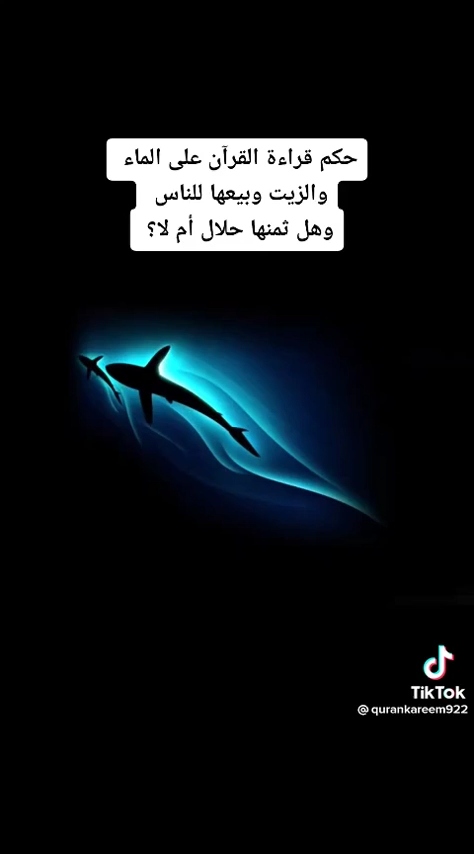 حكم قراءة القرآن على الماء
والزيت وبيعها للناس
وهل ثمنها حلال أم لا؟
TikTok
@qurankareem922